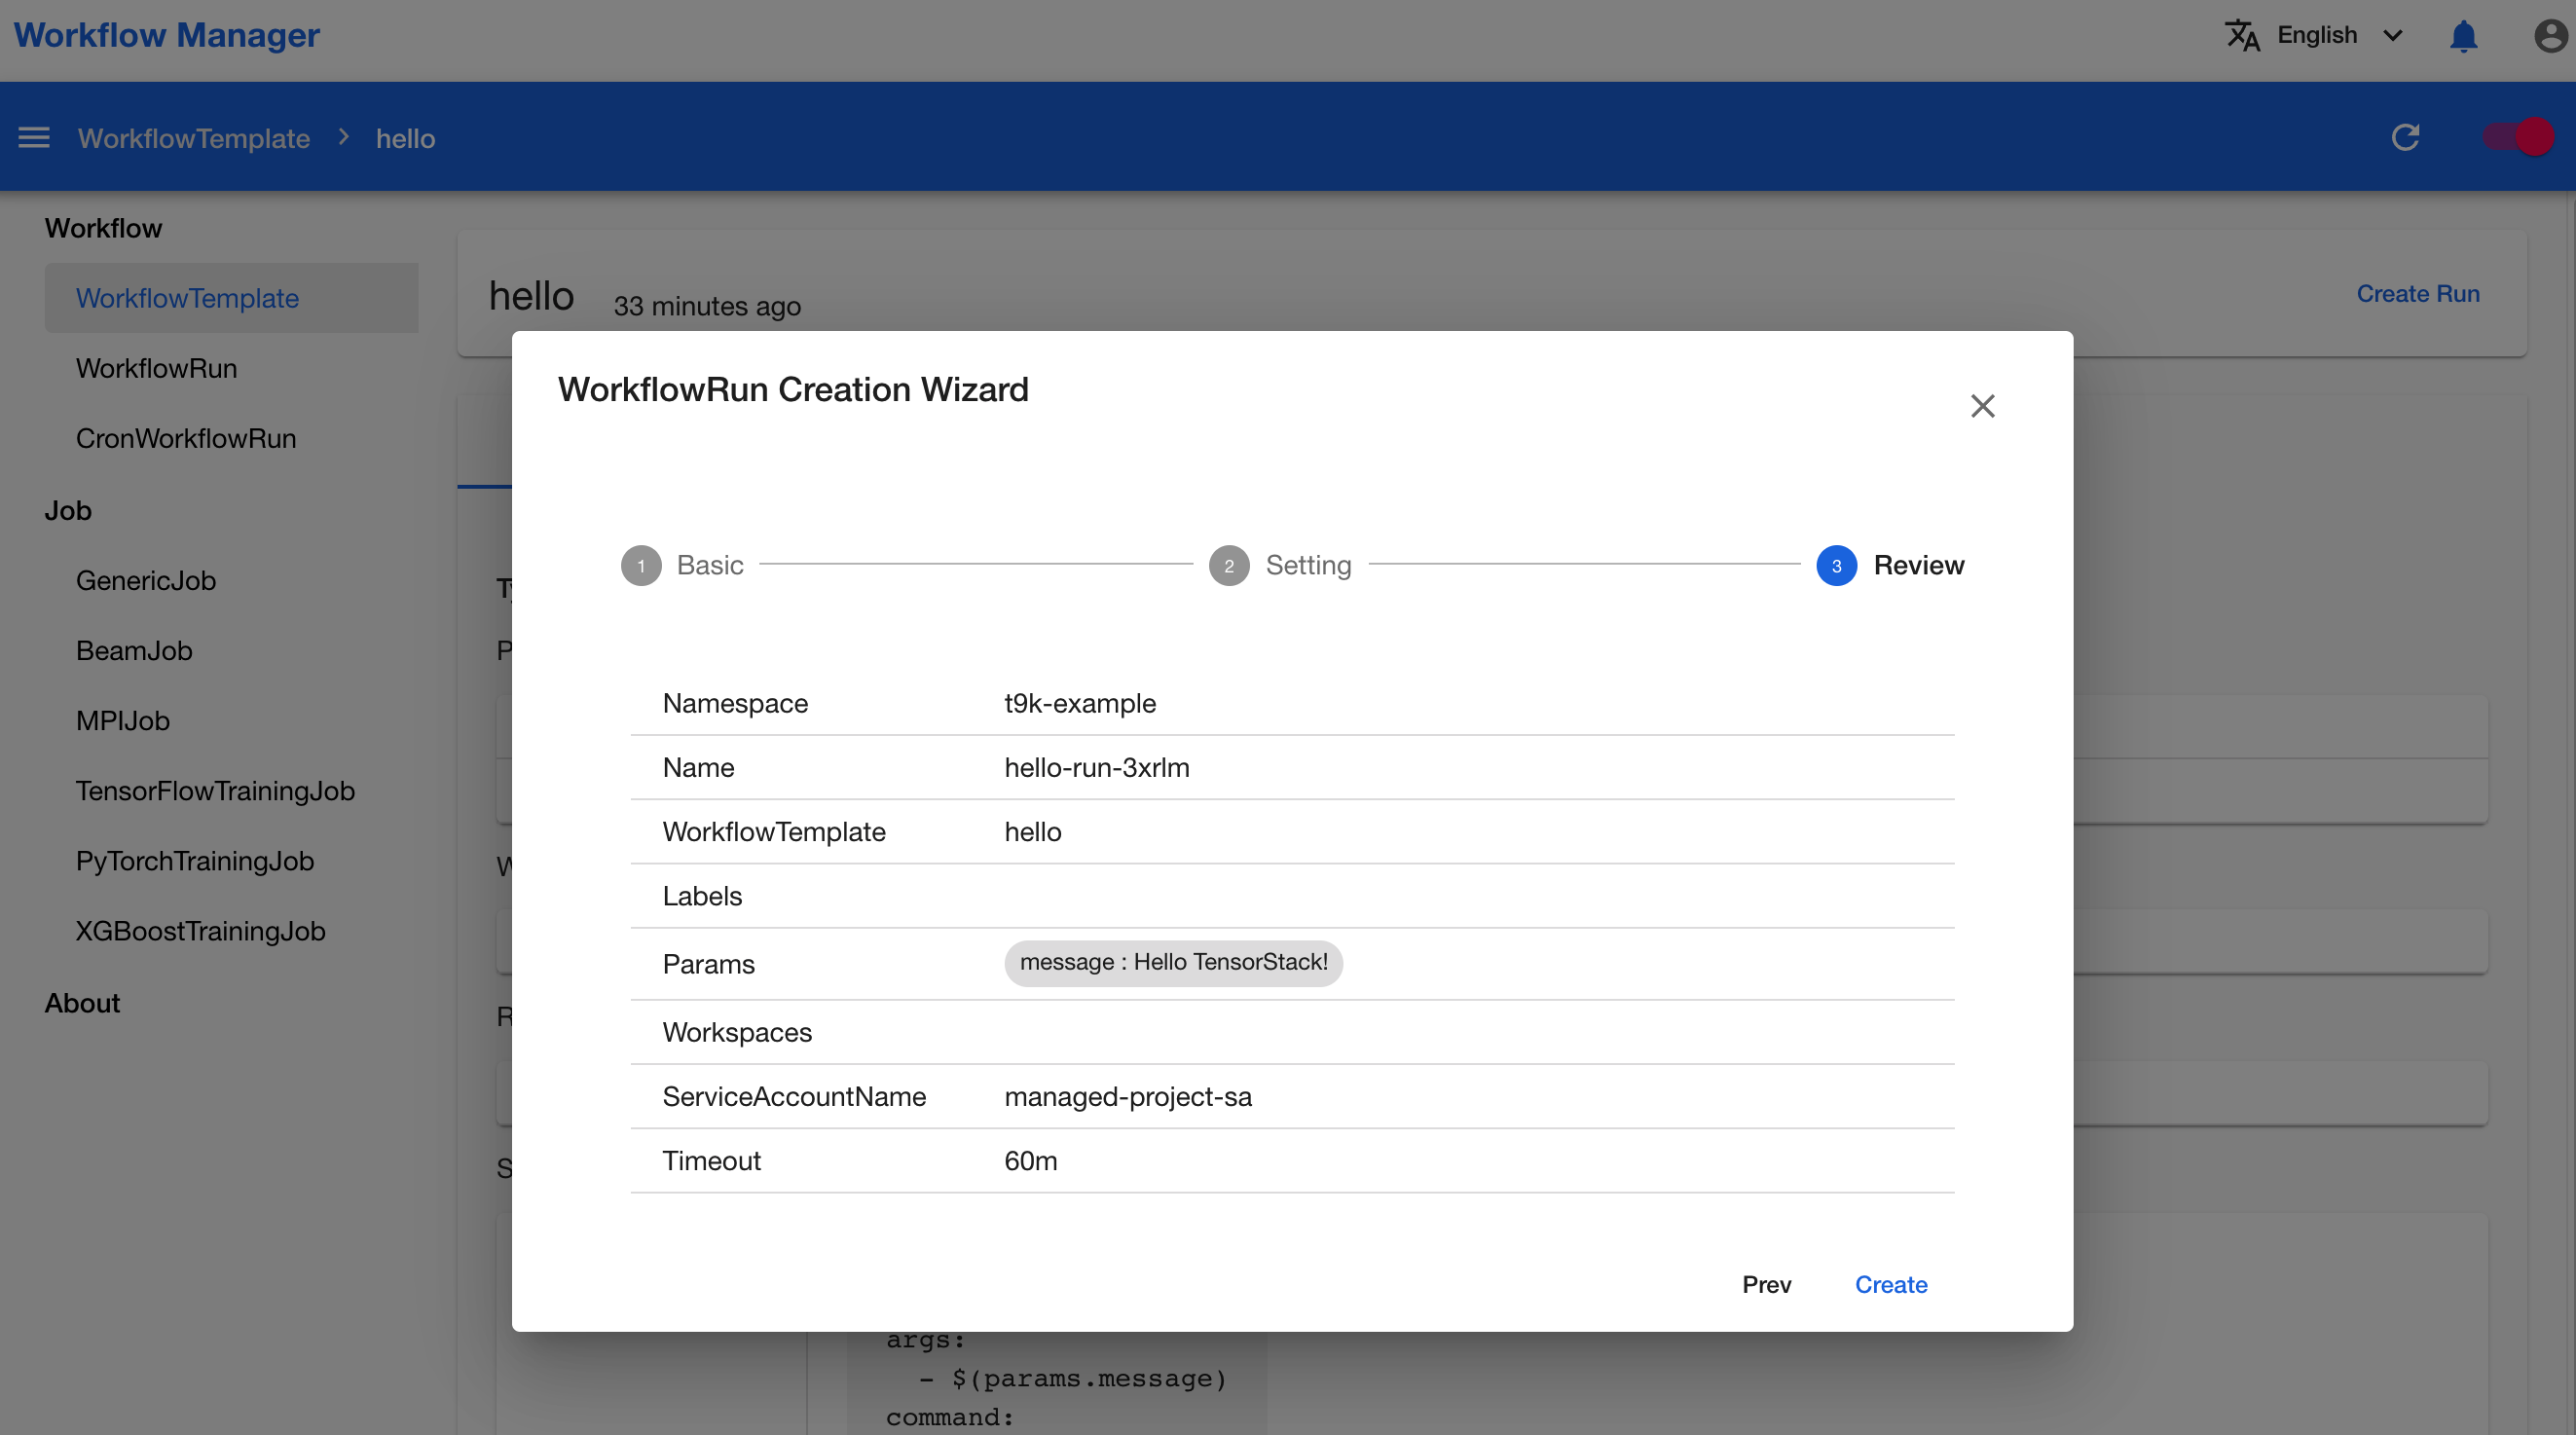 Workflow Manager
English
WorkflowTemplate > hello
Workflow
WorkflowTemplate
WorkflowRun
CronWorkflowRun
Job
GenericJob
BeamJob
MPIJob
TensorFlowTrainingJob
PyTorchTrainingJob
XGBoostTrainingJob
About
hello 33 minutes ago
Create Run
WorkflowRun Creation Wizard
1 Basic
2 Setting
3 Review
Namespace t9k-example
Name hello-run-3xrlm
WorkflowTemplate hello
Labels
Params message : Hello TensorStack!
Workspaces
ServiceAccountName managed-project-sa
Timeout 60m
Prev Create
args:
- $(params.message)
command: